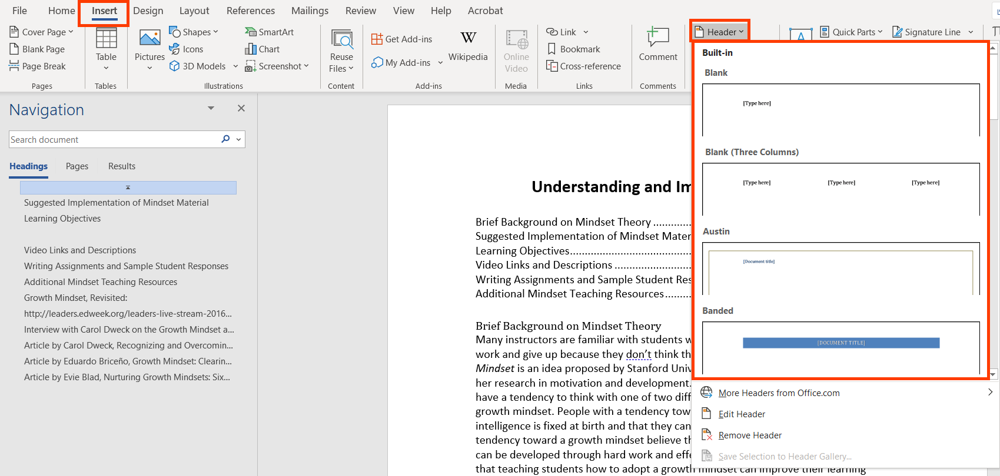 File Home Insert Design Layout References Mailings Review View Help Acrobat
Cover Page
Blank Page
Page Break
Pages
Table
Tables
Pictures
Shapes
Icons
3D Models
SmartArt
Chart
Screenshot
Illustrations
Reuse
Files
Content
Get Add-ins
My Add-ins
W
Wikipedia
Add-ins
Online
Video
Media
Link
Bookmark
Cross-reference
Links
Comment
Comments
Header
A
Quick Parts
Signature Line
Navigation
Search document
Headings Pages Results
Suggested Implementation of Mindset Material
Learning Objectives
Video Links and Descriptions
Writing Assignments and Sample Student Responses
Additional Mindset Teaching Resources
Growth Mindset, Revisited:
http://leaders.edweek.org/leaders-live-stream-2016...
Interview with Carol Dweck on the Growth Mindset a...
Article by Carol Dweck, Recognizing and Overcomin...
Article by Eduardo Briceño, Growth Mindset: Clearin...
Article by Evie Blad, Nurturing Growth Mindsets: Six...
Understanding and Im
Brief Background on Mindset Theory ............
Suggested Implementation of Mindset Mater
Learning Objectives......................................
Video Links and Descriptions ........................
Writing Assignments and Sample Student Res
Additional Mindset Teaching Resources........
Brief Background on Mindset Theory
Many instructors are familiar with students w
work and give up because they don't think th
Mindset is an idea proposed by Stanford Univ
her research in motivation and development.
have a tendency to think with one of two diff
growth mindset. People with a tendency tow
intelligence is fixed at birth and that they can
tendency toward a growth mindset believe th
can be developed through hard work and effe
that teaching students how to adopt a growth mindset can improve their learning
Built-in
Blank
[Type here]
Blank (Three Columns)
[Type here] [Type here] [Type here]
Austin
[Document title]
Banded
[DOCUMENT TITLE]
More Headers from Office.com
Edit Header
Remove Header
Save Selection to Header Gallery...